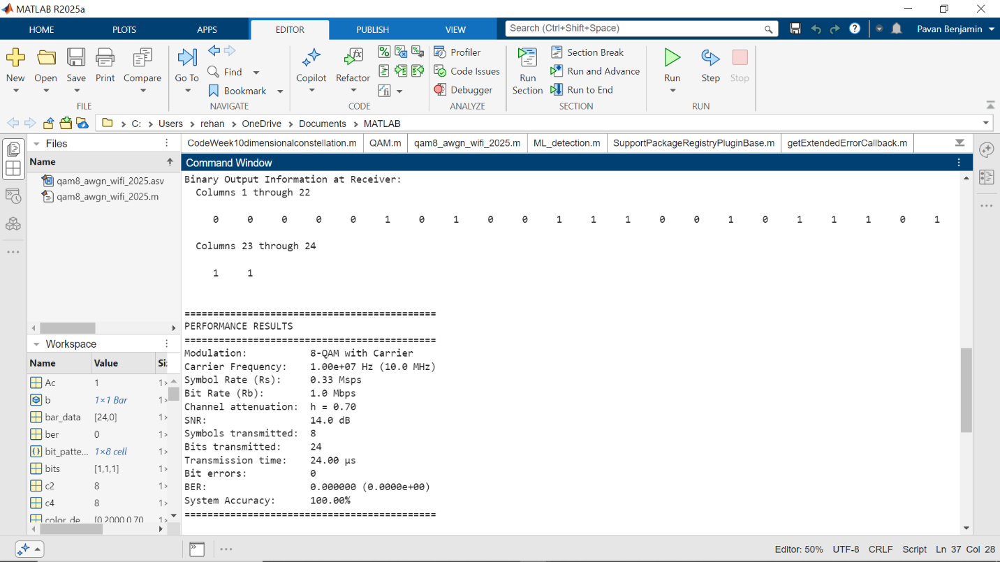 MATLAB R2025a
HOME PLOTS APPS EDITOR PUBLISH VIEW Search (Ctrl+Shift+Space) Pavan Benjamin
New Open Save Print Compare
FILE
Go To Find Bookmark
NAVIGATE
Copilot Refactor
CODE
Profiler
Code Issues
Debugger
ANALYZE
Run Section
Section Break
Run and Advance
Run to End
SECTION
Run Step Stop
RUN
C: Users rehan OneDrive Documents MATLAB
Files
Name
qam8_awgn_wifi_2025.asv
qam8_awgn_wifi_2025.m
Workspace
Name Value
Ac 1 1
b 1×1 Bar 1
bar_data [24,0] 1
ber 0 1
bit_patte... 1×8 cell 1
bits [1,1,1] 1
c2 8 1
c4 8 1
color_de [0.2000,0.70 1
CodeWeek10dimensionalconstellation.m QAM.m qam8_awgn_wifi_2025.m ML_detection.m SupportPackageRegistryPluginBase.m getExtendedErrorCallback.m
Command Window
Binary Output Information at Receiver:
Columns 1 through 22
0 0 0 0 0 1 0 1 0 0 1 1 1 0 0 1 0 1 1 1 0 1
Columns 23 through 24
1 1
============================================
PERFORMANCE RESULTS
============================================
Modulation: 8-QAM with Carrier
Carrier Frequency: 1.00e+07 Hz (10.0 MHz)
Symbol Rate (Rs): 0.33 Msps
Bit Rate (Rb): 1.0 Mbps
Channel attenuation: h = 0.70
SNR: 14.0 dB
Symbols transmitted: 8
Bits transmitted: 24
Transmission time: 24.00 µs
Bit errors: 0
BER: 0.000000 (0.0000e+00)
System Accuracy: 100.00%
============================================
Editor: 50% UTF-8 CRLF Script Ln 37 Col 28